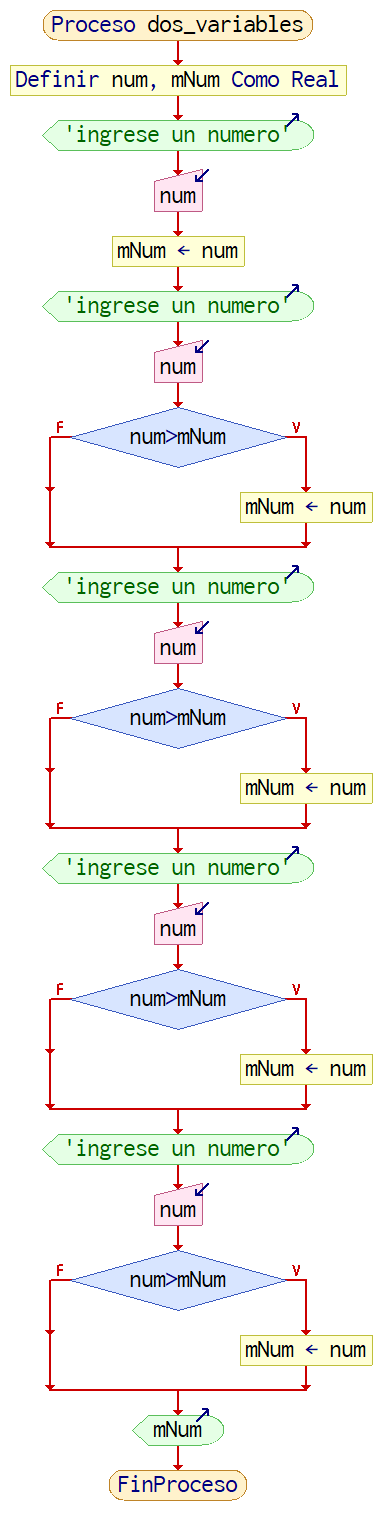 Proceso dos_variables
Definir num, mNum Como Real
'ingrese un numero'
num
mNum ← num
'ingrese un numero'
num
num>mNum
F
V
mNum ← num
'ingrese un numero'
num
num>mNum
F
V
mNum ← num
'ingrese un numero'
num
num>mNum
F
V
mNum ← num
'ingrese un numero'
num
num>mNum
F
V
mNum ← num
mNum
FinProceso